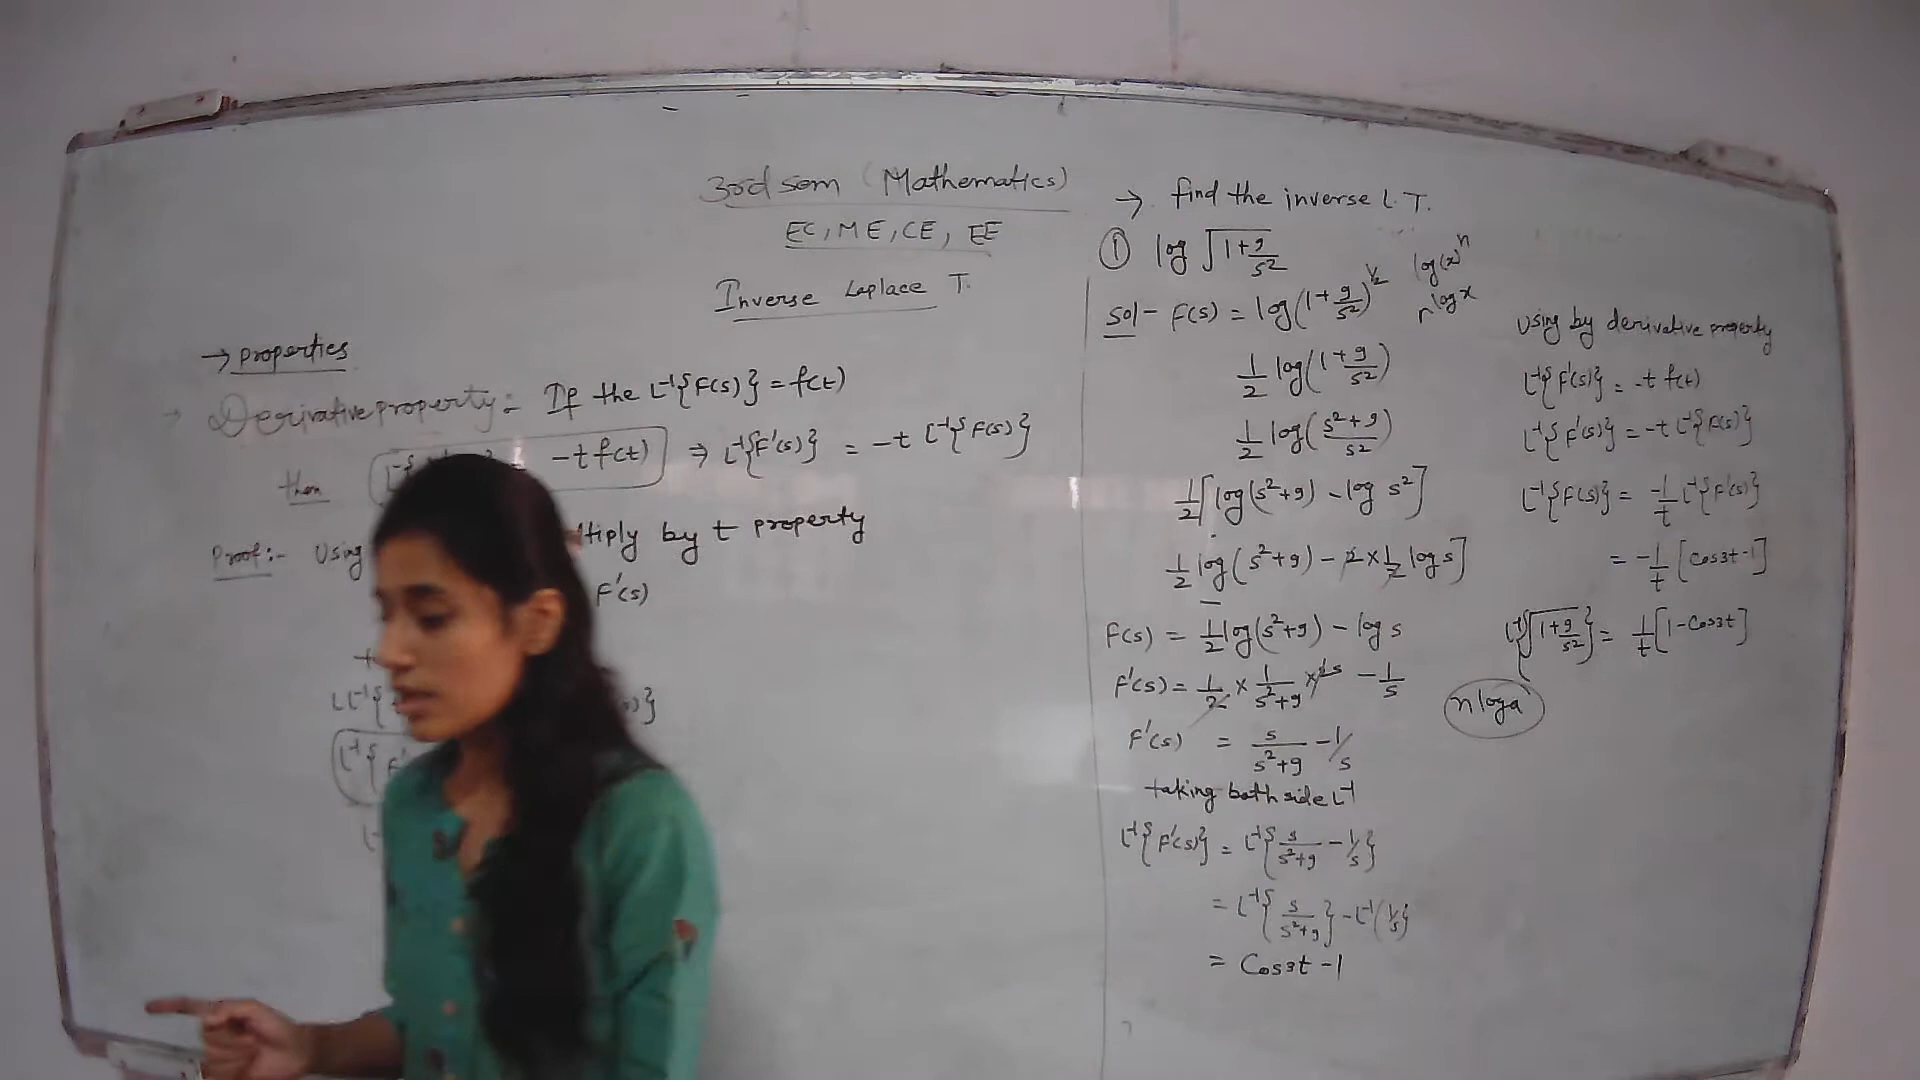 3rd sem (Mathematics)
EC, ME, CE, EE
Inverse Laplace T.
→ properties
→ Derivative property:- If the L⁻¹{F(s)} = f(t)
then -t f(t) ⇒ L⁻¹{F'(s)} = -t L⁻¹{F(s)}
Proof:- Using by t property
F'(s)
→ find the inverse L.T.
① log √(1+9/s²)
Sol- F(s) = log(1+9/s²)^½
log(x)ⁿ
n log x
1/2 log(1+9/s²)
1/2 log((s²+9)/s²)
1/2[log(s²+9) - log s²]
1/2 log(s²+9) - 2 × 1/2 log s]
F(s) = 1/2 log(s²+9) - log s
F'(s) = 1/2 × 1/(s²+9) × 2s - 1/s
F'(s) = s/(s²+9) - 1/s
taking both side L⁻¹
L⁻¹{F'(s)} = L⁻¹{s/(s²+9) - 1/s}
= L⁻¹{s/(s²+9)} - L⁻¹(1/s}
= Cos3t - 1
Using by derivative property
L⁻¹{F'(s)} = -t f(t)
L⁻¹{F'(s)} = -t L⁻¹{F(s)}
L⁻¹{F(s)} = -1/t L⁻¹{F'(s)}
= -1/t [Cos3t-1]
L⁻¹{√(1+9/s²)} = 1/t [1-Cos3t]
n log a